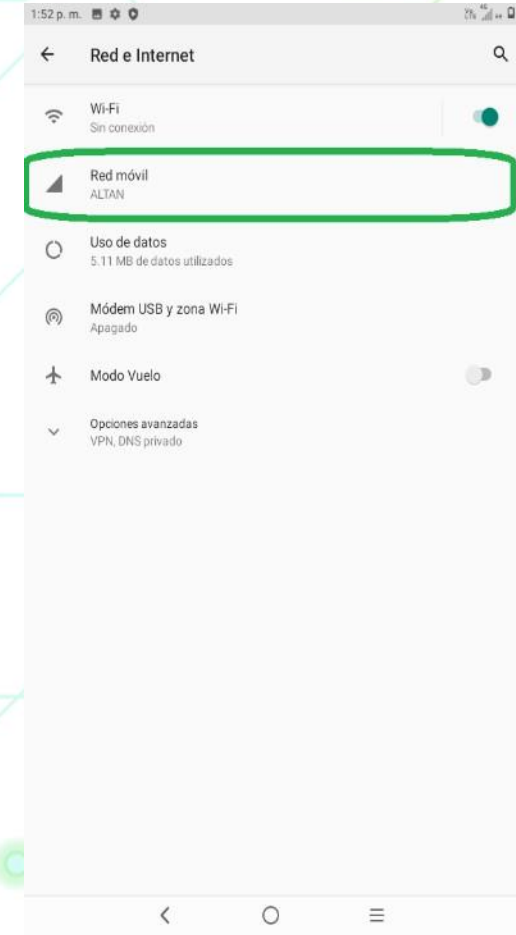 1:52 p. m.
Red e Internet
Wi-Fi
Sin conexión
Red móvil
ALTAN
Uso de datos
5.11 MB de datos utilizados
Módem USB y zona Wi-Fi
Apagado
Modo Vuelo
Opciones avanzadas
VPN, DNS privado